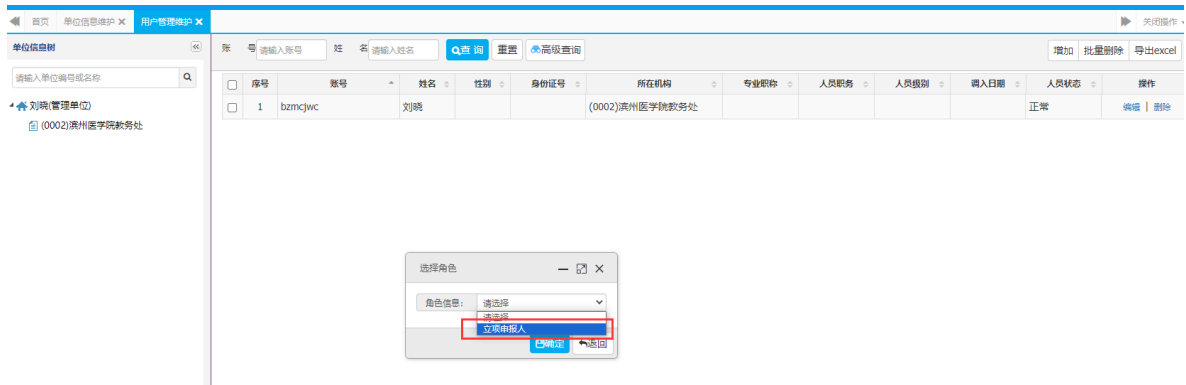 首页 单位信息维护 用户管理维护 关闭操作
单位信息树
账 号 请输入账号 姓 名 请输入姓名 查询 重置 高级查询 增加 批量删除 导出excel
请输入单位编号或名称
序号 账号 姓名 性别 身份证号 所在机构 专业职称 人员职务 人员级别 调入日期 人员状态 操作
1 bzmcjwc 刘晓 (0002)滨州医学院教务处 正常 编辑 | 删除
刘晓(管理单位)
(0002)滨州医学院教务处
选择角色
角色信息: 请选择
请选择
立项申报人
确定 返回